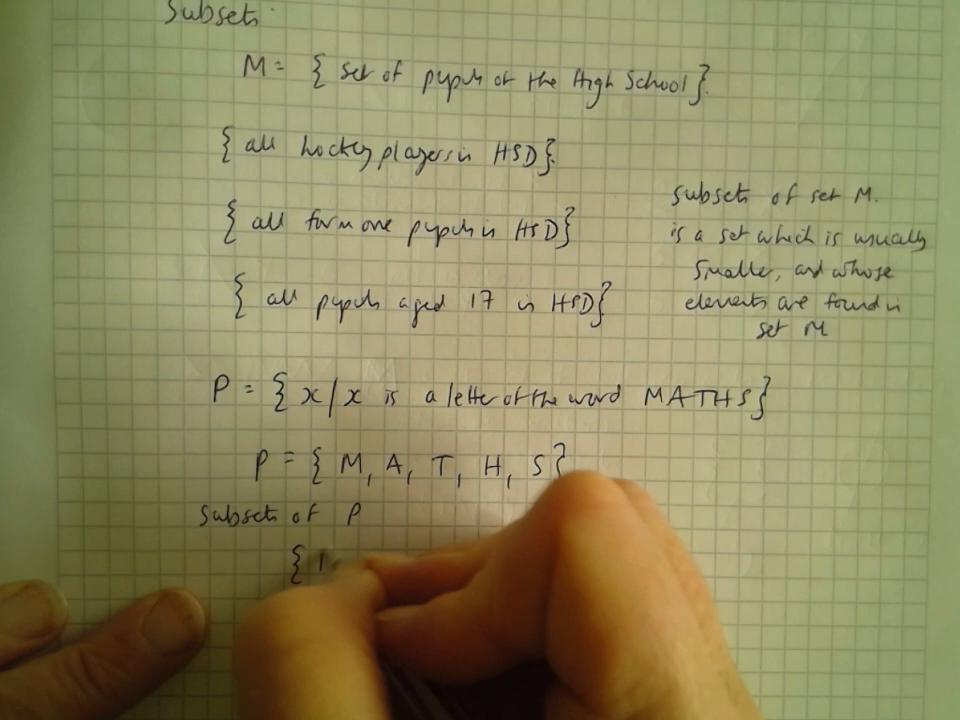 Subsets
M = { set of pupils of the High School }.
{ all hockey players in HSD }.
{ all form one pupils in HSD }
{ all pupils aged 17 in HSD }
subsets of set M.
is a set which is usually
smaller, and whose
elements are found in
set M
P = { x/x is a letter of the word MATHS }
P = { M, A, T, H, S }
Subsets of P
{